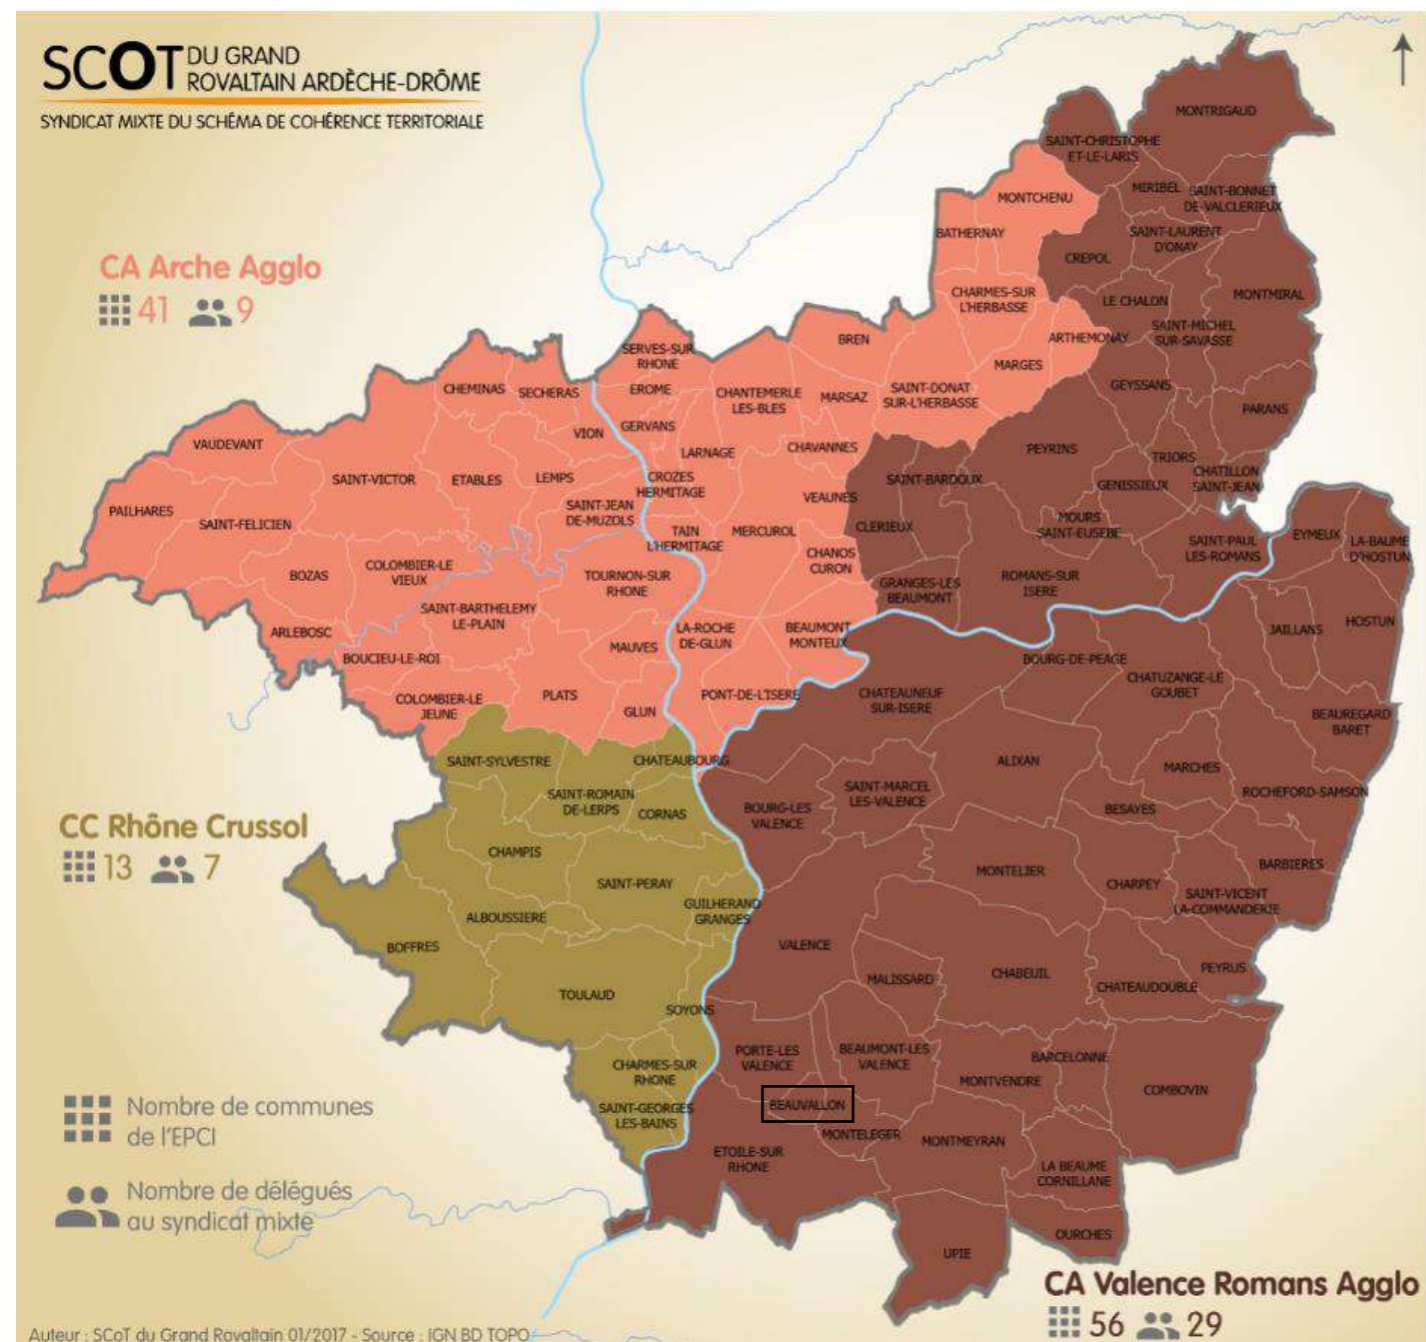 SCOT DU GRAND
ROVALTAIN ARDÈCHE-DRÔME
SYNDICAT MIXTE DU SCHÉMA DE COHÉRENCE TERRITORIALE
CA Arche Agglo
41 9
CC Rhône Crussol
13 7
Nombre de communes
de l'EPCI
Nombre de délégués
au syndicat mixte
MONTRIGAUD
SAINT-CHRISTOPHE
ET-LE-LARIS
MIRIBEL
SAINT-BONNET
DE-VALCLERIEUX
MONTCHENU
BATHERNAY
SAINT-LAURENT
D'ONAY
CREPOL
CHARMES-SUR
L'HERBASSE
LE CHALON
MONTMIRAL
ARTHEMONAY
SAINT-MICHEL
SUR-SAVASSE
BREN
SERVES-SUR
RHONE
MARGES
GEYSSANS
CHEMINAS
SECHERAS
EROME
CHANTEMERLE
LES-BLES
MARSAZ
SAINT-DONAT
SUR-L'HERBASSE
PARANS
VAUDEVANT
VION
GERVANS
LARNAGE
CHAVANNES
PEYRINS
TRIORS
SAINT-VICTOR
ETABLES
LEMPS
CROZES
HERMITAGE
SAINT-BARDOUX
GENISSIEUX
CHATILLON
SAINT-JEAN
PAILHARES
SAINT-FELICIEN
SAINT-JEAN
DE-MUZOLS
VEAUNES
CLERIEUX
MOURS
SAINT-EUSEBE
TAIN
L'HERMITAGE
MERCUROL
SAINT-PAUL
LES-ROMANS
EYMEUX
LA-BAUME
D'HOSTUN
BOZAS
COLOMBIER-LE
VIEUX
TOURNON-SUR
RHONE
CHANOS
CURON
GRANGES-LES
BEAUMONT
ROMANS-SUR
ISERE
ARLEBOSC
SAINT-BARTHELEMY
LE-PLAIN
MAUVES
LA-ROCHE
DE-GLUN
BEAUMONT
MONTEUX
JAILLANS
HOSTUN
BOUCIEU-LE-ROI
BOURG-DE-PEAGE
CHATUZANGE-LE
GOUBET
COLOMBIER-LE
JEUNE
PLATS
GLUN
PONT-DE-L'ISERE
CHATEAUNEUF
SUR-ISERE
BEAUREGARD
BARET
SAINT-SYLVESTRE
CHATEAUBOURG
ALIXAN
MARCHES
SAINT-ROMAIN
DE-LERPS
CORNAS
BOURG-LES
VALENCE
SAINT-MARCEL
LES-VALENCE
BESAYES
ROCHEFORD-SAMSON
CHAMPIS
SAINT-PERAY
MONTELIER
CHARPEY
BARBIERES
SAINT-VICENT
LA-COMMANDERIE
GUILHERAND
GRANGES
ALBOUSSIERE
BOFFRES
VALENCE
MALISSARD
CHABEUIL
PEYRUS
CHATEAUDOUBLE
TOULAUD
SOYONS
PORTE-LES
VALENCE
BEAUMONT-LES
VALENCE
BARCELONNE
CHARMES-SUR
RHONE
MONTVENDRE
COMBOVIN
SAINT-GEORGES
LES-BAINS
BEAUVALLON
MONTELEGER
MONTMEYRAN
ETOILE-SUR
RHONE
LA BEAUME
CORNILLANE
OURCHES
UPIE
CA Valence Romans Agglo
56 29
Auteur : SCoT du Grand Rovaltain 01/2017 - Source : IGN BD TOPO